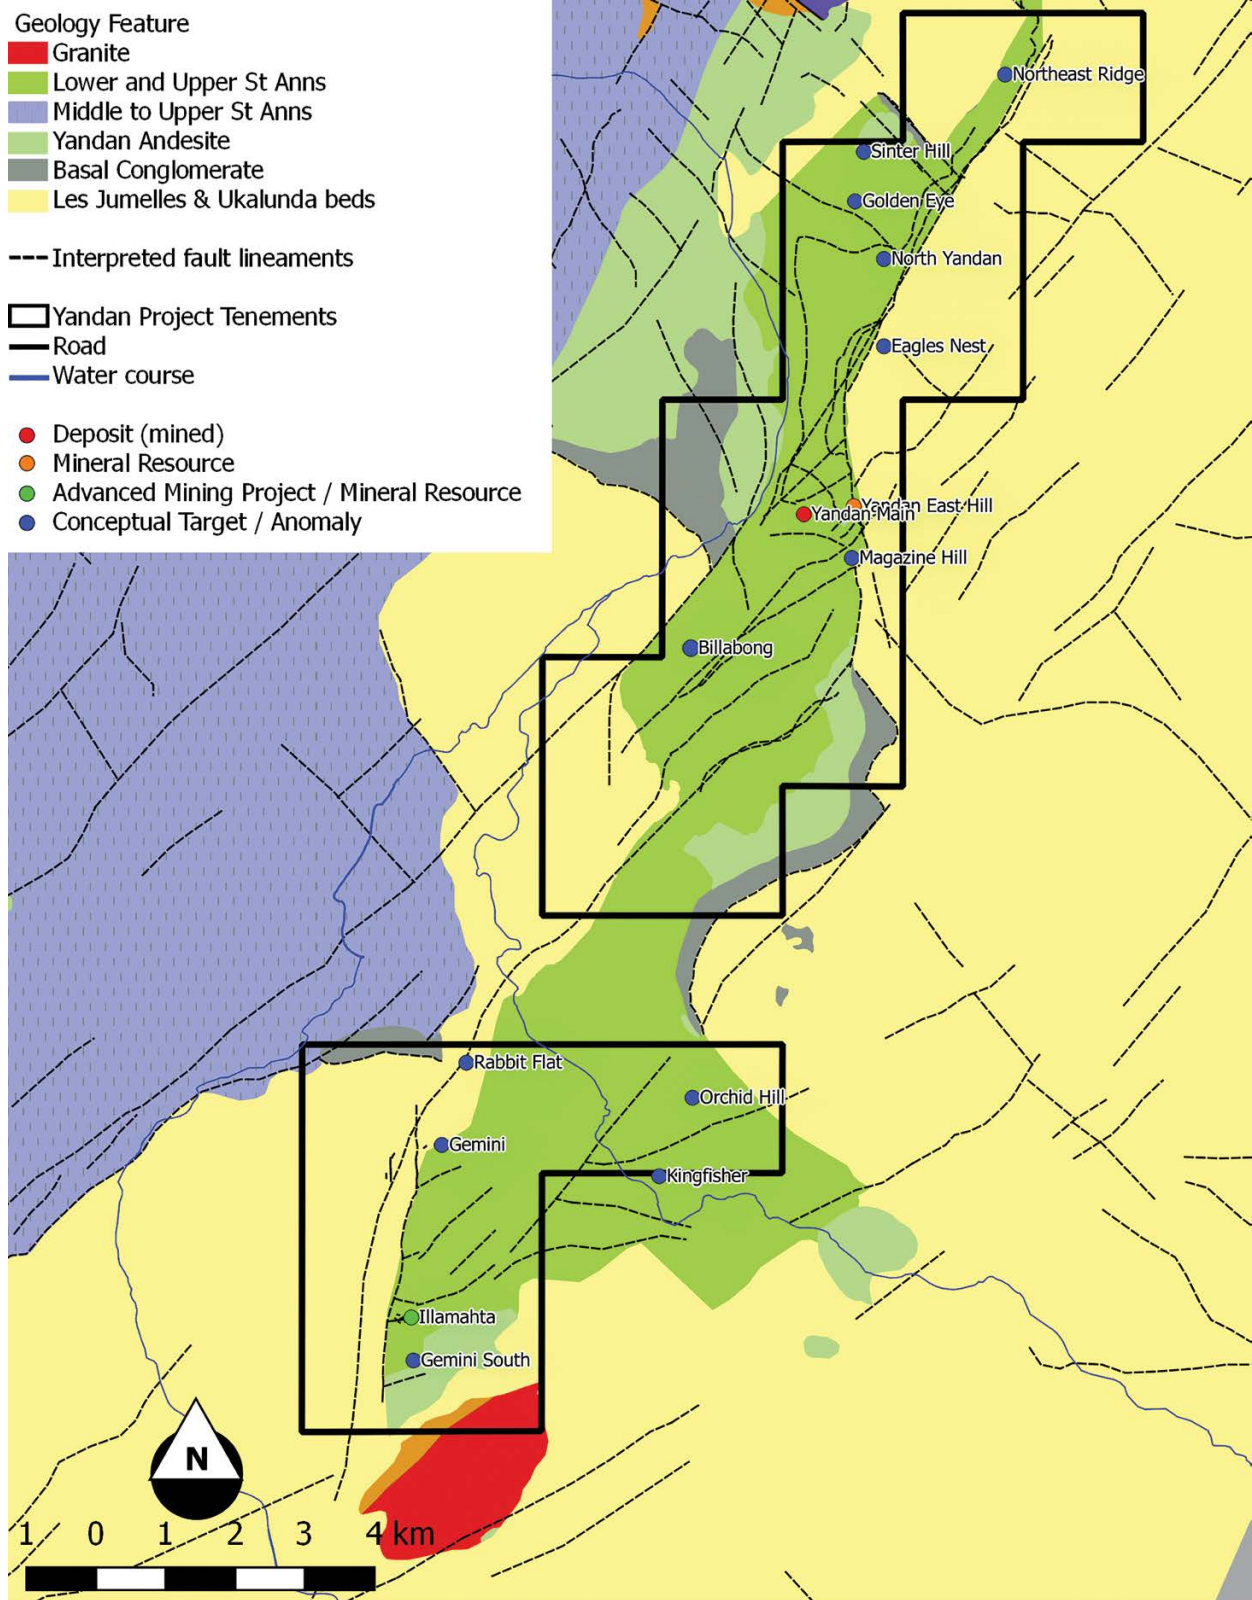 Geology Feature
Granite
Lower and Upper St Anns
Middle to Upper St Anns
Yandan Andesite
Basal Conglomerate
Les Jumelles & Ukalunda beds
Interpreted fault lineaments
Yandan Project Tenements
Road
Water course
Deposit (mined)
Mineral Resource
Advanced Mining Project / Mineral Resource
Conceptual Target / Anomaly
Northeast Ridge
Sinter Hill
Golden Eye
North Yandan
Eagles Nest
Yandan East Hill
Yandan Main
Magazine Hill
Billabong
Rabbit Flat
Orchid Hill
Gemini
Kingfisher
Illamahta
Gemini South
N
1 0 1 2 3 4 km